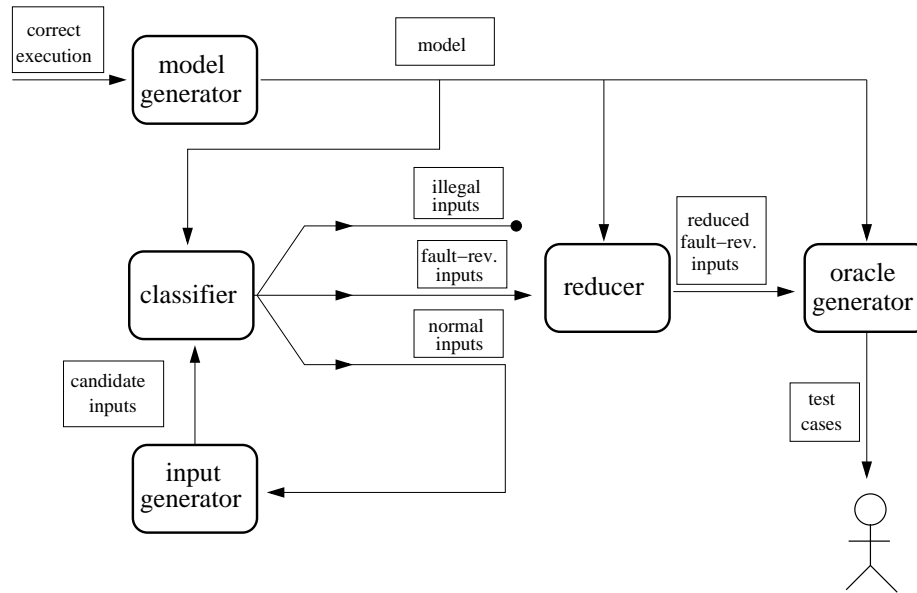 correct
execution
model
generator
model
illegal
inputs
fault−rev.
inputs
normal
inputs
classifier
reducer
reduced
fault−rev.
inputs
oracle
generator
candidate
inputs
input
generator
test
cases